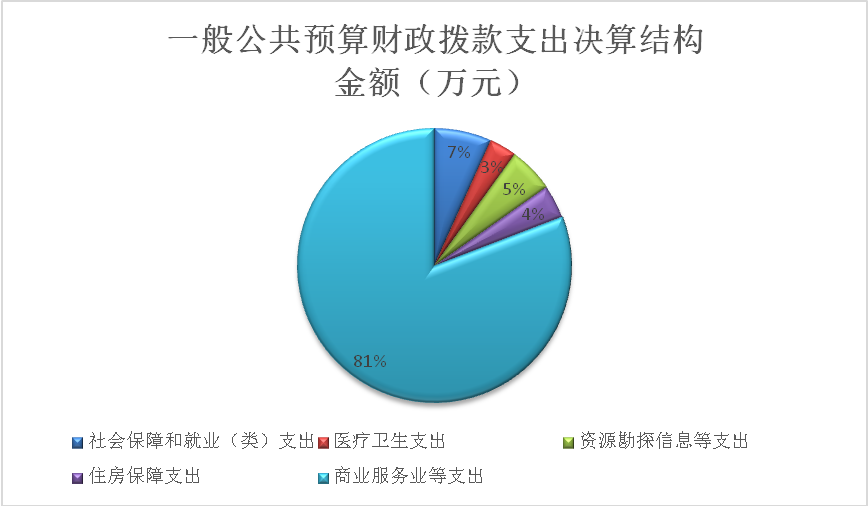 一般公共预算财政拨款支出决算结构
金额（万元）
7%
3%
5%
4%
81%
社会保障和就业（类）支出 医疗卫生支出 资源勘探信息等支出
住房保障支出 商业服务业等支出